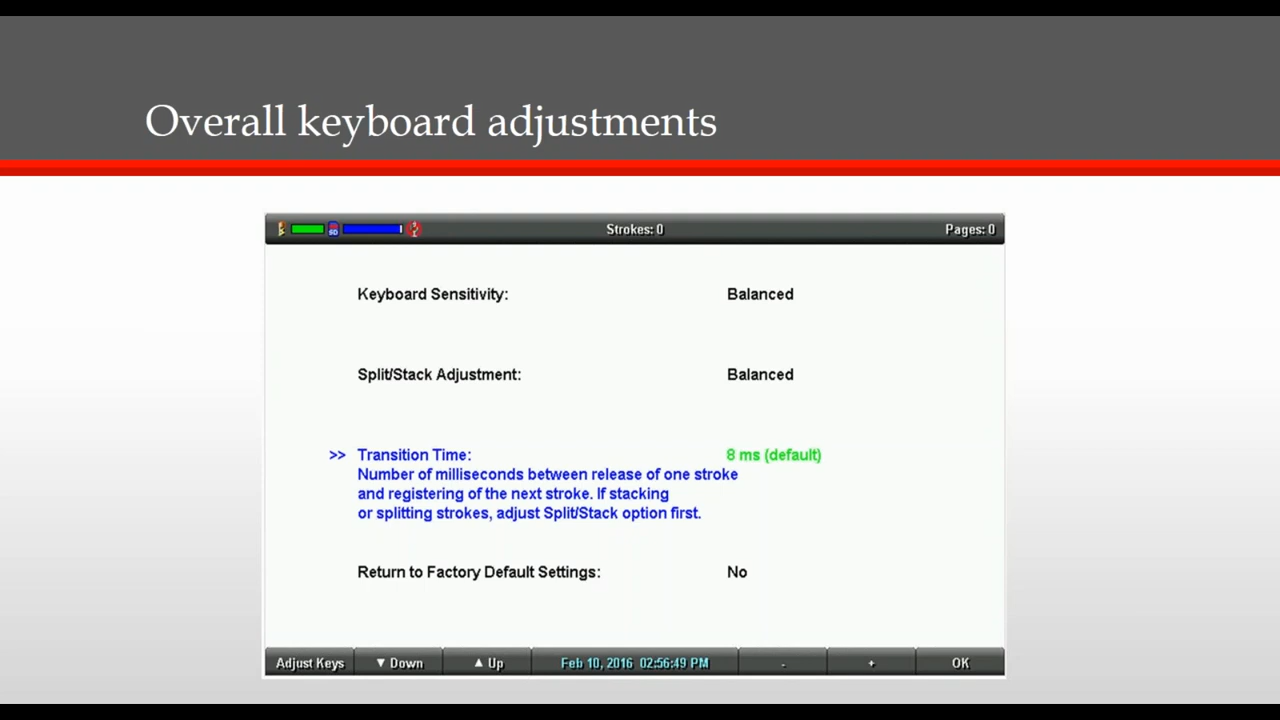 Overall keyboard adjustments
SD
Strokes: 0
Pages: 0
Keyboard Sensitivity: Balanced
Split/Stack Adjustment: Balanced
>> Transition Time: 8 ms (default)
Number of milliseconds between release of one stroke
and registering of the next stroke. If stacking
or splitting strokes, adjust Split/Stack option first.
Return to Factory Default Settings: No
Adjust Keys ▼ Down ▲ Up Feb 10, 2016 02:56:49 PM - + OK